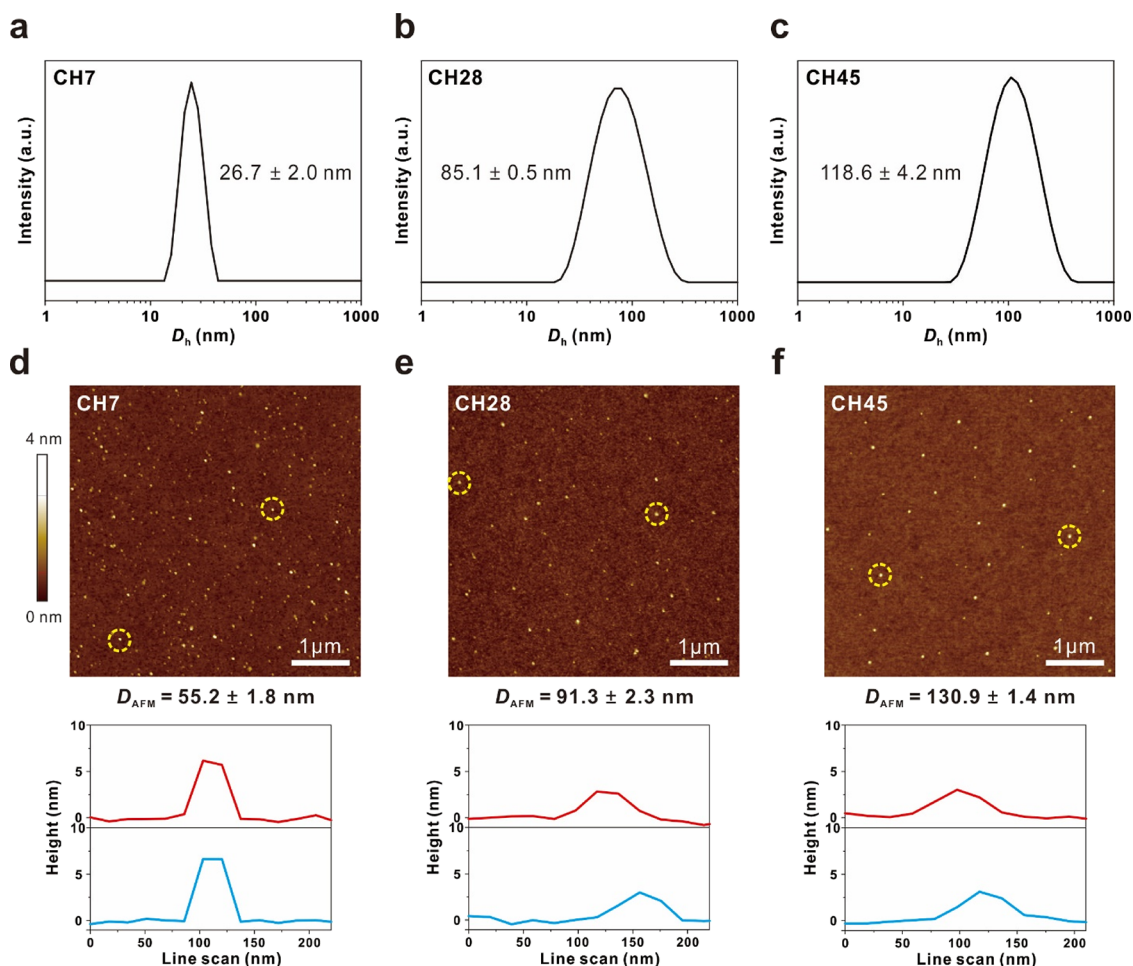 a
b
c
CH7
26.7 ± 2.0 nm
Intensity (a.u.)
1 10 100 1000
Dh (nm)
CH28
85.1 ± 0.5 nm
Intensity (a.u.)
1 10 100 1000
Dh (nm)
CH45
118.6 ± 4.2 nm
Intensity (a.u.)
1 10 100 1000
Dh (nm)
d
e
f
4 nm
0 nm
CH7
1μm
CH28
1μm
CH45
1μm
DAFM = 55.2 ± 1.8 nm
DAFM = 91.3 ± 2.3 nm
DAFM = 130.9 ± 1.4 nm
10
5
0
10
5
0
Height (nm)
0 50 100 150 200
Line scan (nm)
10
5
0
10
5
0
Height (nm)
0 50 100 150 200
Line scan (nm)
10
5
0
10
5
0
Height (nm)
0 50 100 150 200
Line scan (nm)